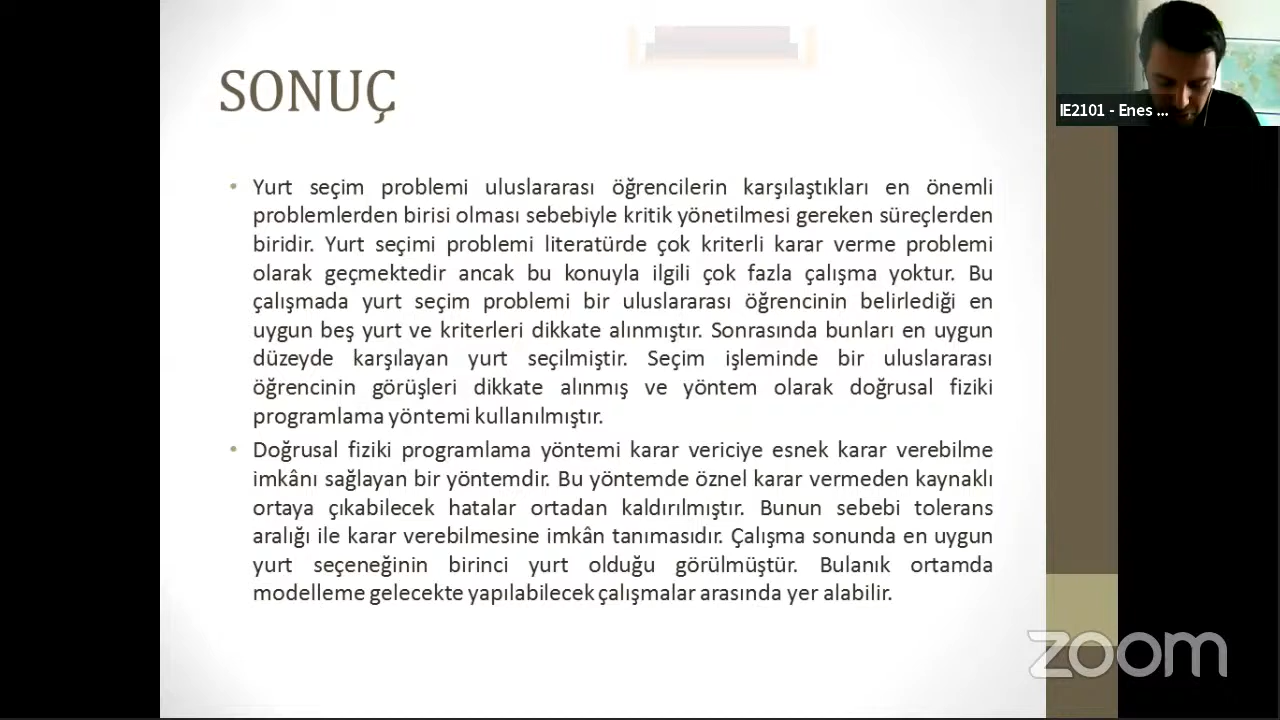 SONUÇ
• Yurt seçim problemi uluslararası öğrencilerin karşılaştıkları en önemli
problemlerden birisi olması sebebiyle kritik yönetilmesi gereken süreçlerden
biridir. Yurt seçimi problemi literatürde çok kriterli karar verme problemi
olarak geçmektedir ancak bu konuyla ilgili çok fazla çalışma yoktur. Bu
çalışmada yurt seçim problemi bir uluslararası öğrencinin belirlediği en
uygun beş yurt ve kriterleri dikkate alınmıştır. Sonrasında bunları en uygun
düzeyde karşılayan yurt seçilmiştir. Seçim işleminde bir uluslararası
öğrencinin görüşleri dikkate alınmış ve yöntem olarak doğrusal fiziki
programlama yöntemi kullanılmıştır.
• Doğrusal fiziki programlama yöntemi karar vericiye esnek karar verebilme
imkânı sağlayan bir yöntemdir. Bu yöntemde öznel karar vermeden kaynaklı
ortaya çıkabilecek hatalar ortadan kaldırılmıştır. Bunun sebebi tolerans
aralığı ile karar verebilmesine imkân tanımasıdır. Çalışma sonunda en uygun
yurt seçeneğinin birinci yurt olduğu görülmüştür. Bulanık ortamda
modelleme gelecekte yapılabilecek çalışmalar arasında yer alabilir.
IE2101 - Enes ...
zoom